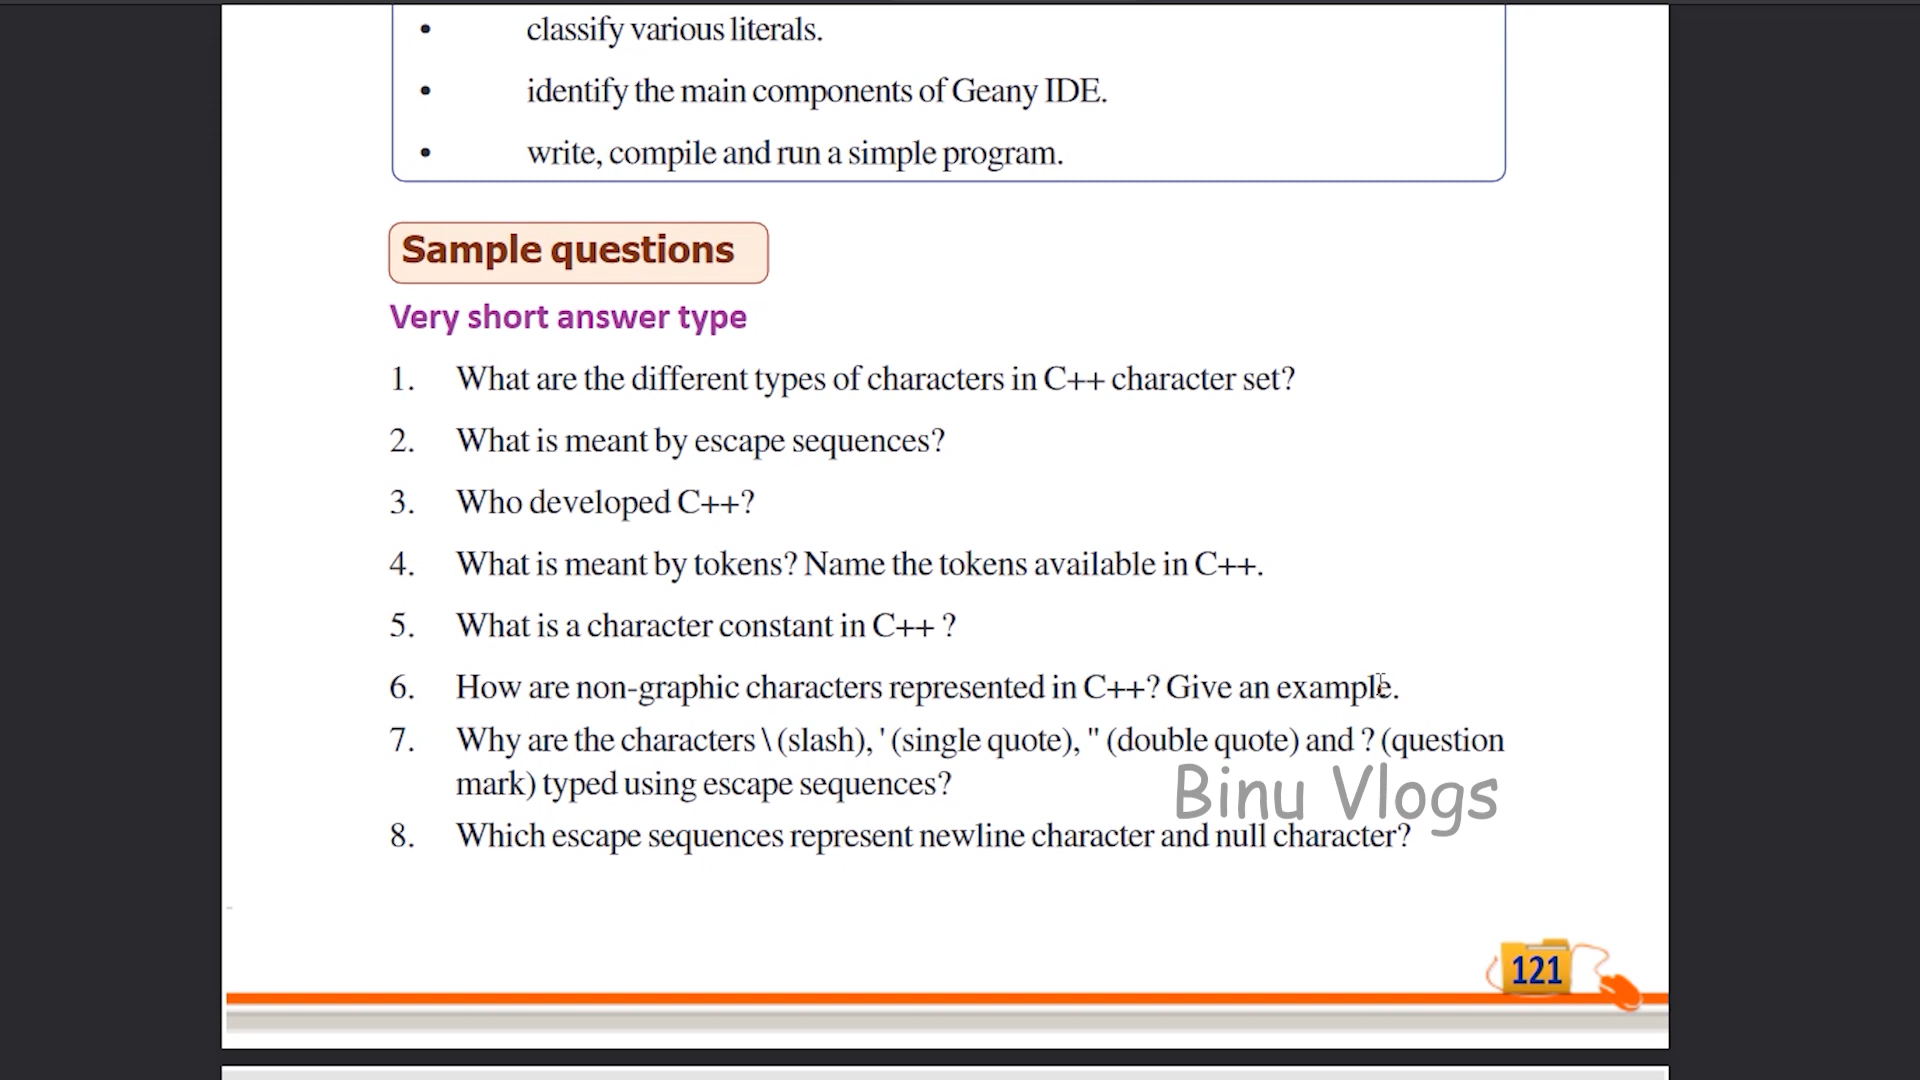 • classify various literals.
• identify the main components of Geany IDE.
• write, compile and run a simple program.
Sample questions
Very short answer type
1. What are the different types of characters in C++ character set?
2. What is meant by escape sequences?
3. Who developed C++?
4. What is meant by tokens? Name the tokens available in C++.
5. What is a character constant in C++ ?
6. How are non-graphic characters represented in C++? Give an example.
7. Why are the characters \ (slash), ' (single quote), " (double quote) and ? (question
mark) typed using escape sequences?
Binu Vlogs
8. Which escape sequences represent newline character and null character?
121